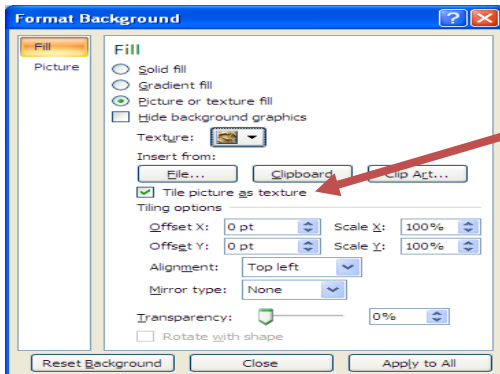 Format Background
Fill
Picture
Fill
Solid fill
Gradient fill
Picture or texture fill
Hide background graphics
Texture:
Insert from:
File... Clipboard Clip Art...
Tile picture as texture
Tiling options
Offset X: 0 pt Scale X: 100%
Offset Y: 0 pt Scale Y: 100%
Alignment: Top left
Mirror type: None
Transparency: 0%
Rotate with shape
Reset Background Close Apply to All